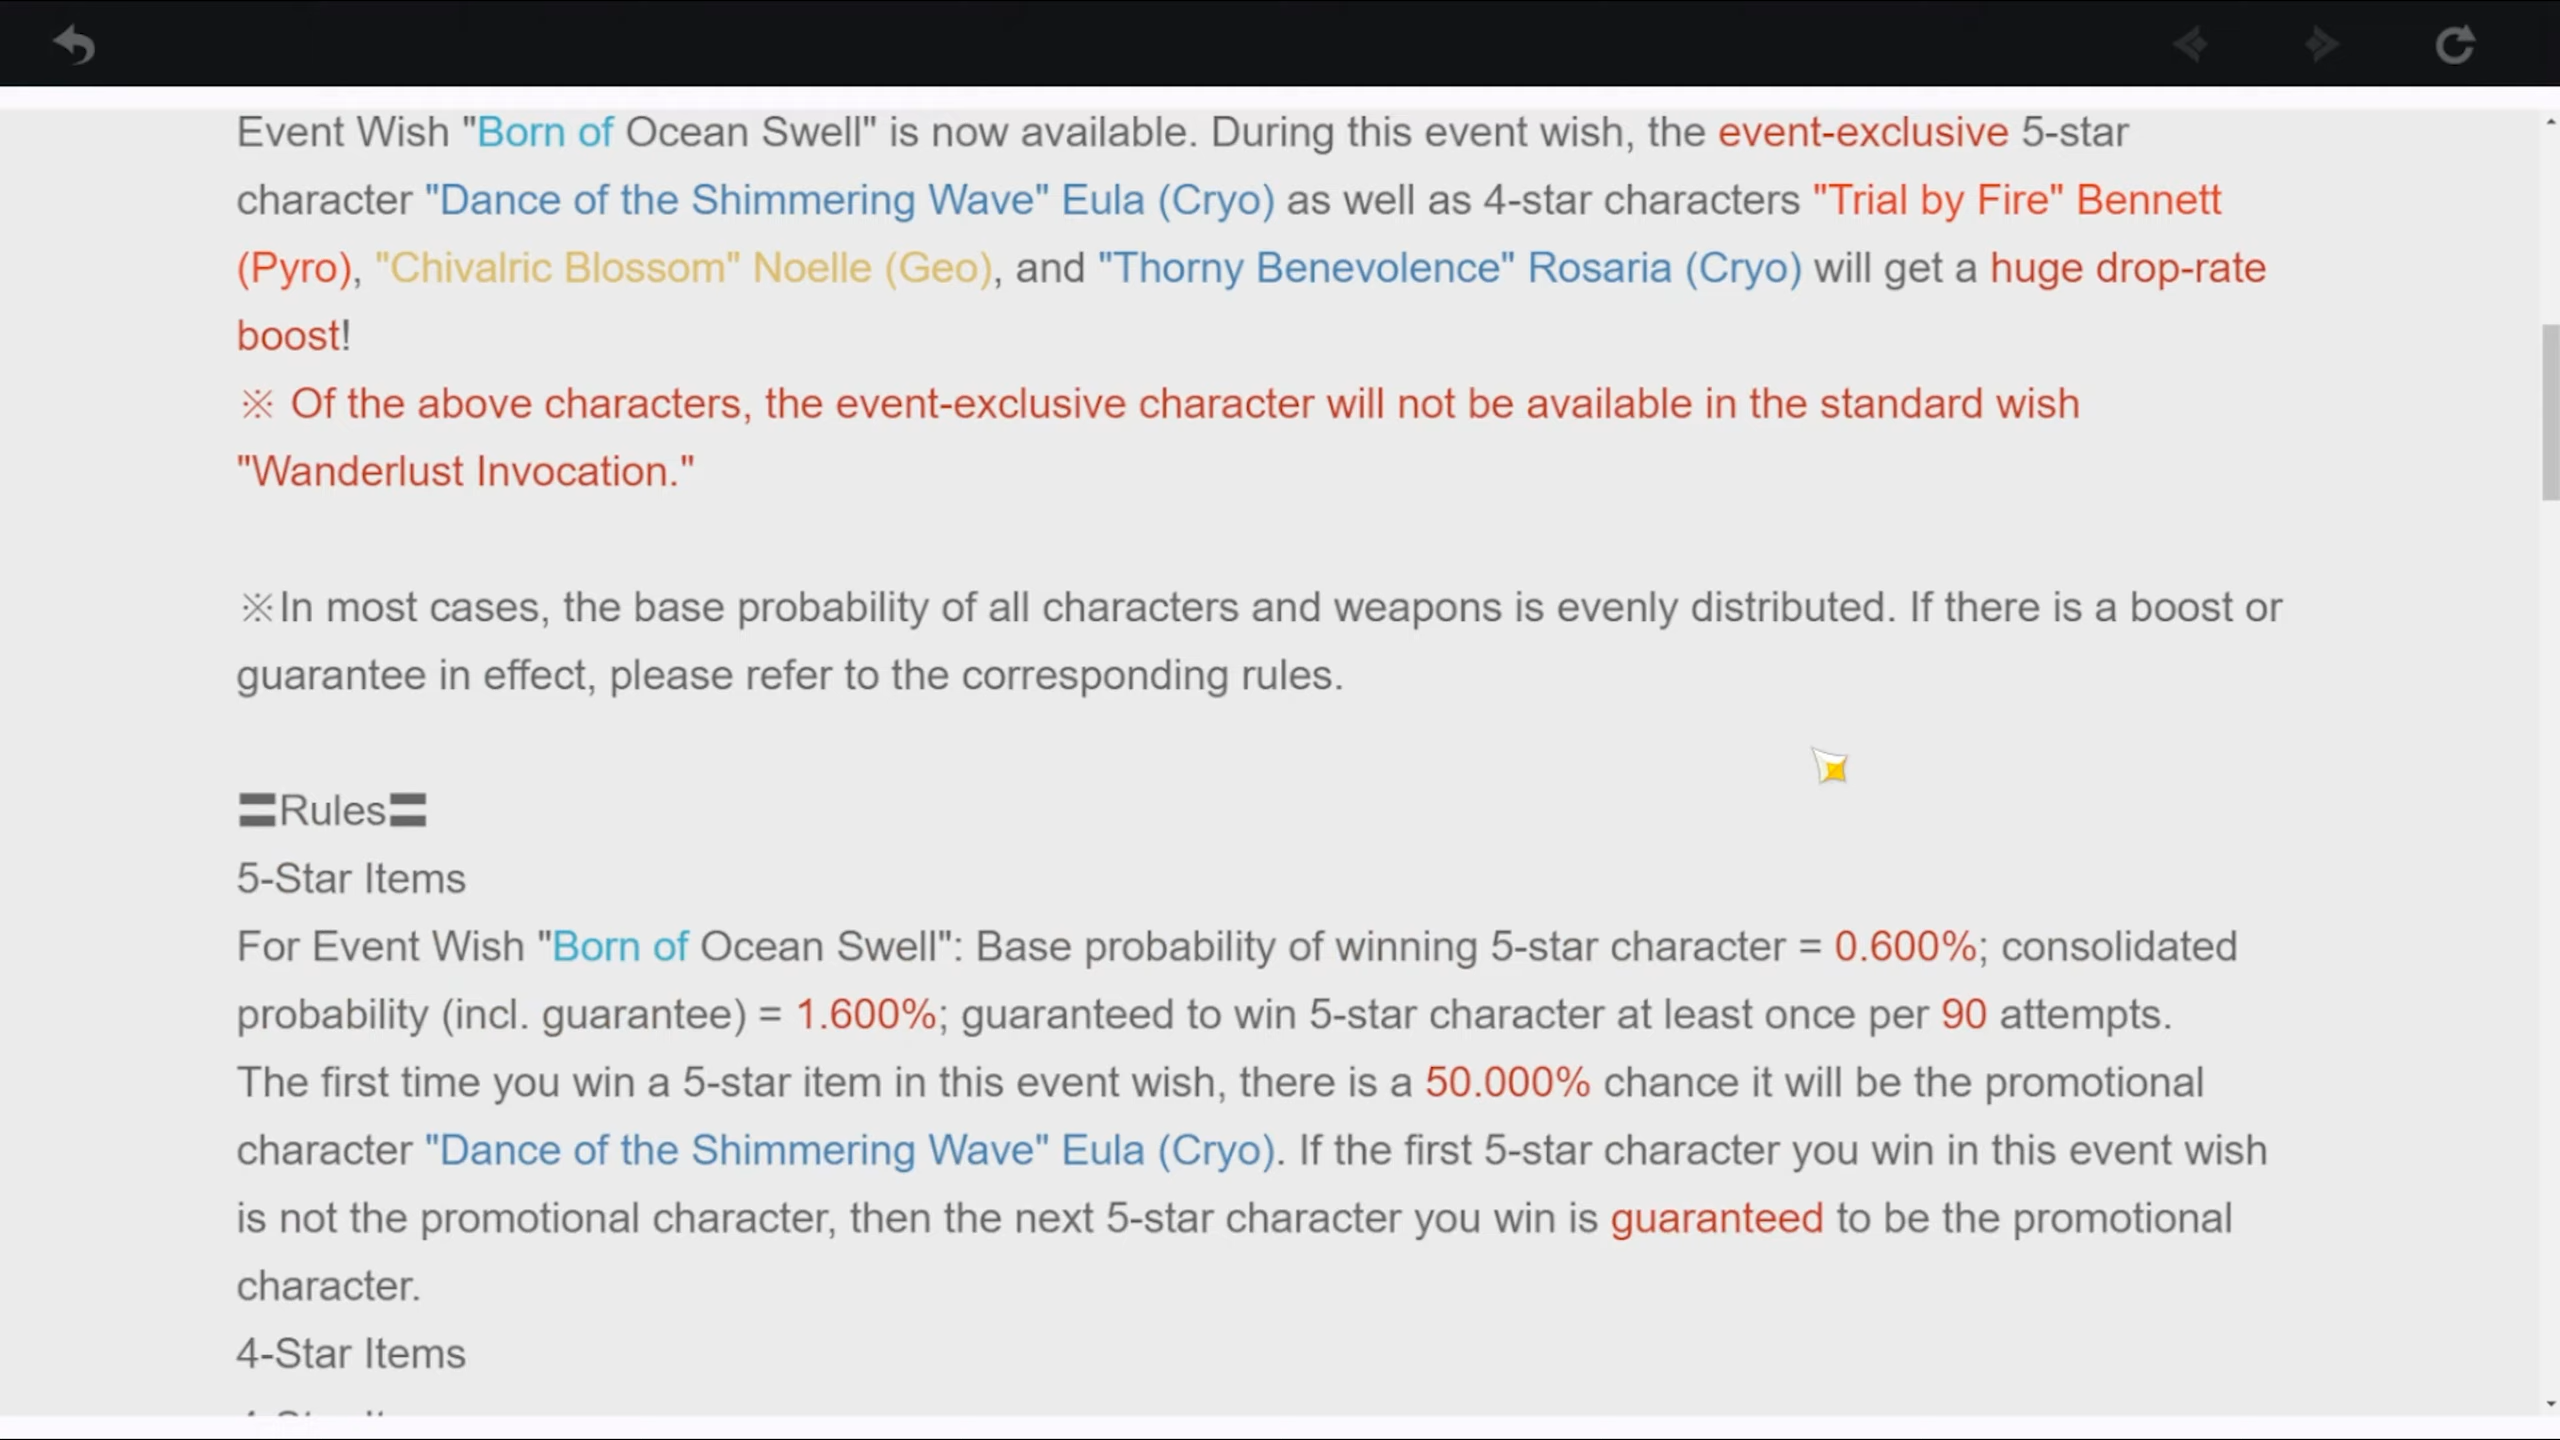 Event Wish "Born of Ocean Swell" is now available. During this event wish, the event-exclusive 5-star
character "Dance of the Shimmering Wave" Eula (Cryo) as well as 4-star characters "Trial by Fire" Bennett
(Pyro), "Chivalric Blossom" Noelle (Geo), and "Thorny Benevolence" Rosaria (Cryo) will get a huge drop-rate
boost!
※ Of the above characters, the event-exclusive character will not be available in the standard wish
"Wanderlust Invocation."
※In most cases, the base probability of all characters and weapons is evenly distributed. If there is a boost or
guarantee in effect, please refer to the corresponding rules.
〓Rules〓
5-Star Items
For Event Wish "Born of Ocean Swell": Base probability of winning 5-star character = 0.600%; consolidated
probability (incl. guarantee) = 1.600%; guaranteed to win 5-star character at least once per 90 attempts.
The first time you win a 5-star item in this event wish, there is a 50.000% chance it will be the promotional
character "Dance of the Shimmering Wave" Eula (Cryo). If the first 5-star character you win in this event wish
is not the promotional character, then the next 5-star character you win is guaranteed to be the promotional
character.
4-Star Items